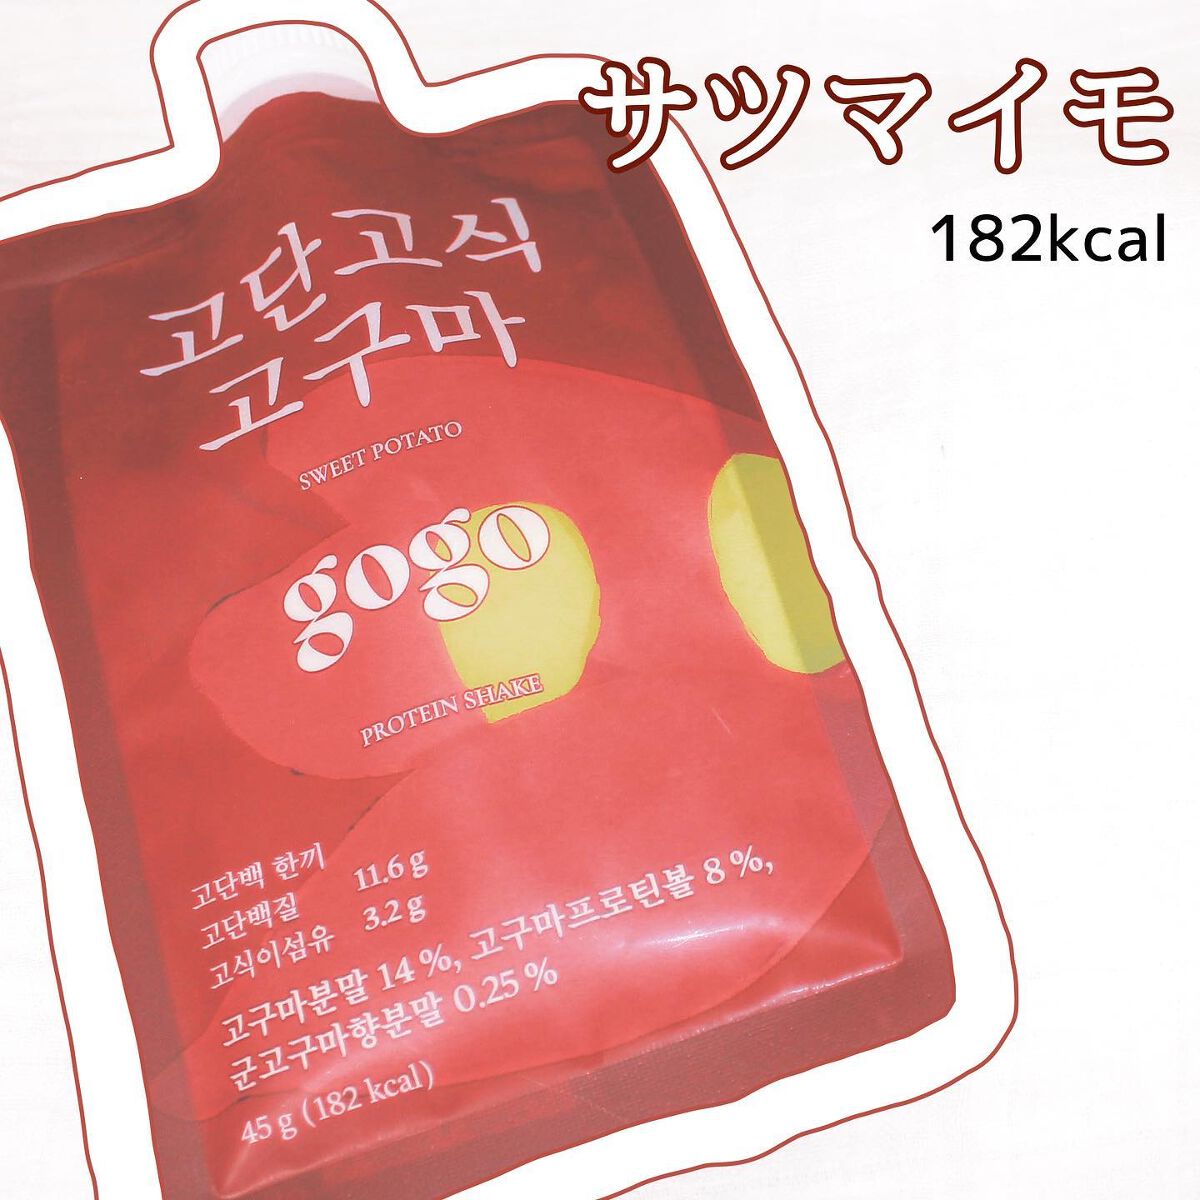 サツマイモ
182kcal
고단고식
고구마
SWEET POTATO
gogo
PROTEIN SHAKE
고단백 한끼
고단백질 11.6 g
고식이섬유 3.2 g
고구마분말 14 %, 고구마프로틴볼 8 %,
군고구마향분말 0.25 %
45 g (182 kcal)